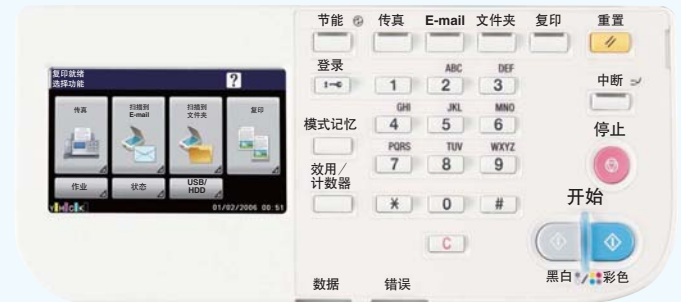 节能 传真 E-mail 文件夹 复印 重置
登录
ABC DEF
1 2 3
中断
GHI JKL MNO
模式记忆
4 5 6
停止
PQRS TUV WXYZ
效用/
计数器
7 8 9
* 0 #
开始
C
黑白/彩色
数据 错误
复印就绪
选择功能
?
传真
扫描到
E-mail
扫描到
文件夹
复印
作业
状态
USB/
HDD
Y M C K
01/02/2006 00:51